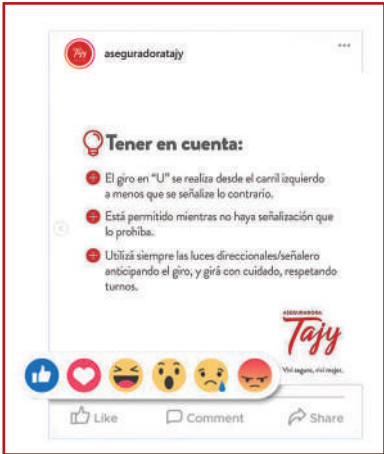 Tajy
aseguradoratajy
Tener en cuenta:
El giro en "U" se realiza desde el carril izquierdo
a menos que se señalize lo contrario.
Está permitido mientras no haya señalización que
lo prohíba.
Utilizá siempre las luces direccionales/señalero
anticipando el giro, y girá con cuidado, respetando
turnos.
ASEGURADORA
Tajy
Viví seguro, viví mejor.
Like
Comment
Share